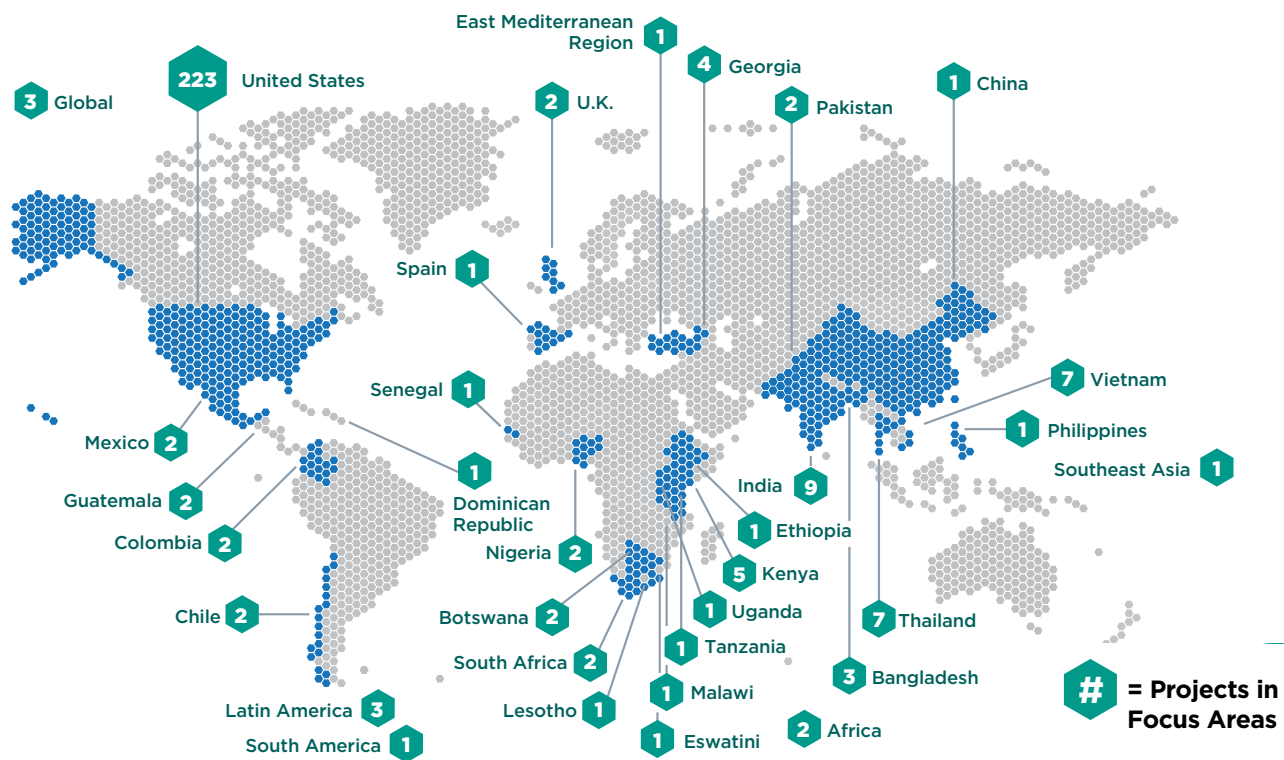 East Mediterranean
Region
1
4
Georgia
223
United States
1
China
3
Global
2
U.K.
2
Pakistan
Spain
1
Senegal
1
7
Vietnam
Mexico
2
1
Philippines
Southeast Asia
1
1
Dominican
Republic
India
9
Guatemala
2
Colombia
2
Nigeria
2
1
Ethiopia
5
Kenya
Chile
2
Botswana
2
1
Uganda
7
Thailand
South Africa
2
1
Tanzania
3
Bangladesh
1
Malawi
Latin America
3
Lesotho
1
South America
1
1
Eswatini
2
Africa
#
= Projects in
Focus Areas